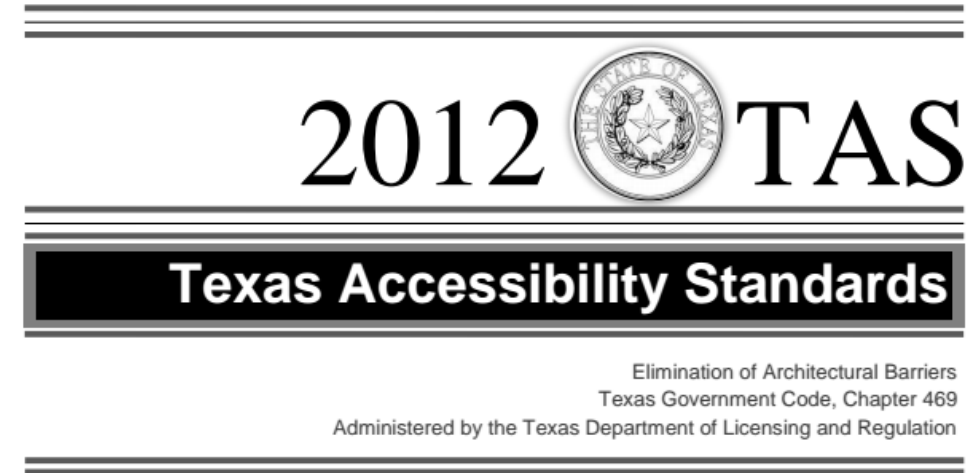 2012 TAS
THE STATE OF TEXAS
Texas Accessibility Standards
Elimination of Architectural Barriers
Texas Government Code, Chapter 469
Administered by the Texas Department of Licensing and Regulation